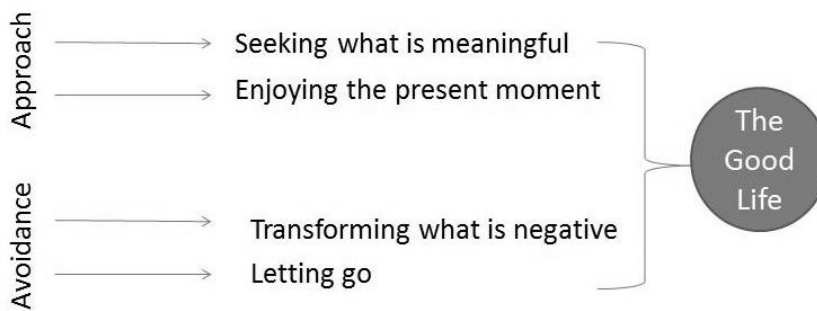 Approach
Seeking what is meaningful
Enjoying the present moment
Avoidance
Transforming what is negative
Letting go
The
Good
Life